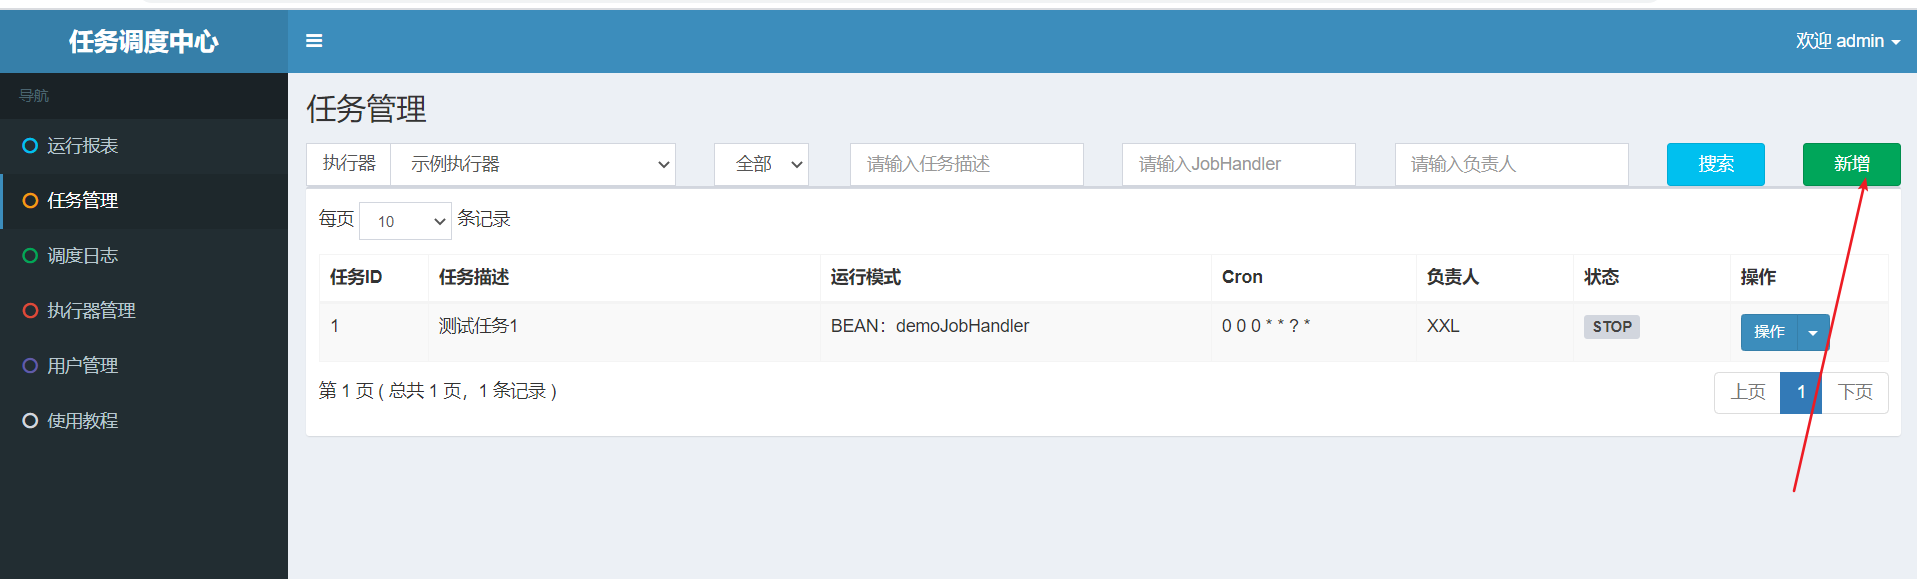 任务调度中心
欢迎 admin
导航
运行报表
任务管理
调度日志
执行器管理
用户管理
使用教程
任务管理
执行器 示例执行器 全部 请输入任务描述 请输入JobHandler 请输入负责人 搜索 新增
每页 10 条记录
任务ID 任务描述 运行模式 Cron 负责人 状态 操作
1 测试任务1 BEAN：demoJobHandler 0 0 0 * * ? * XXL STOP 操作
第 1 页 ( 总共 1 页，1 条记录 ) 上页 1 下页